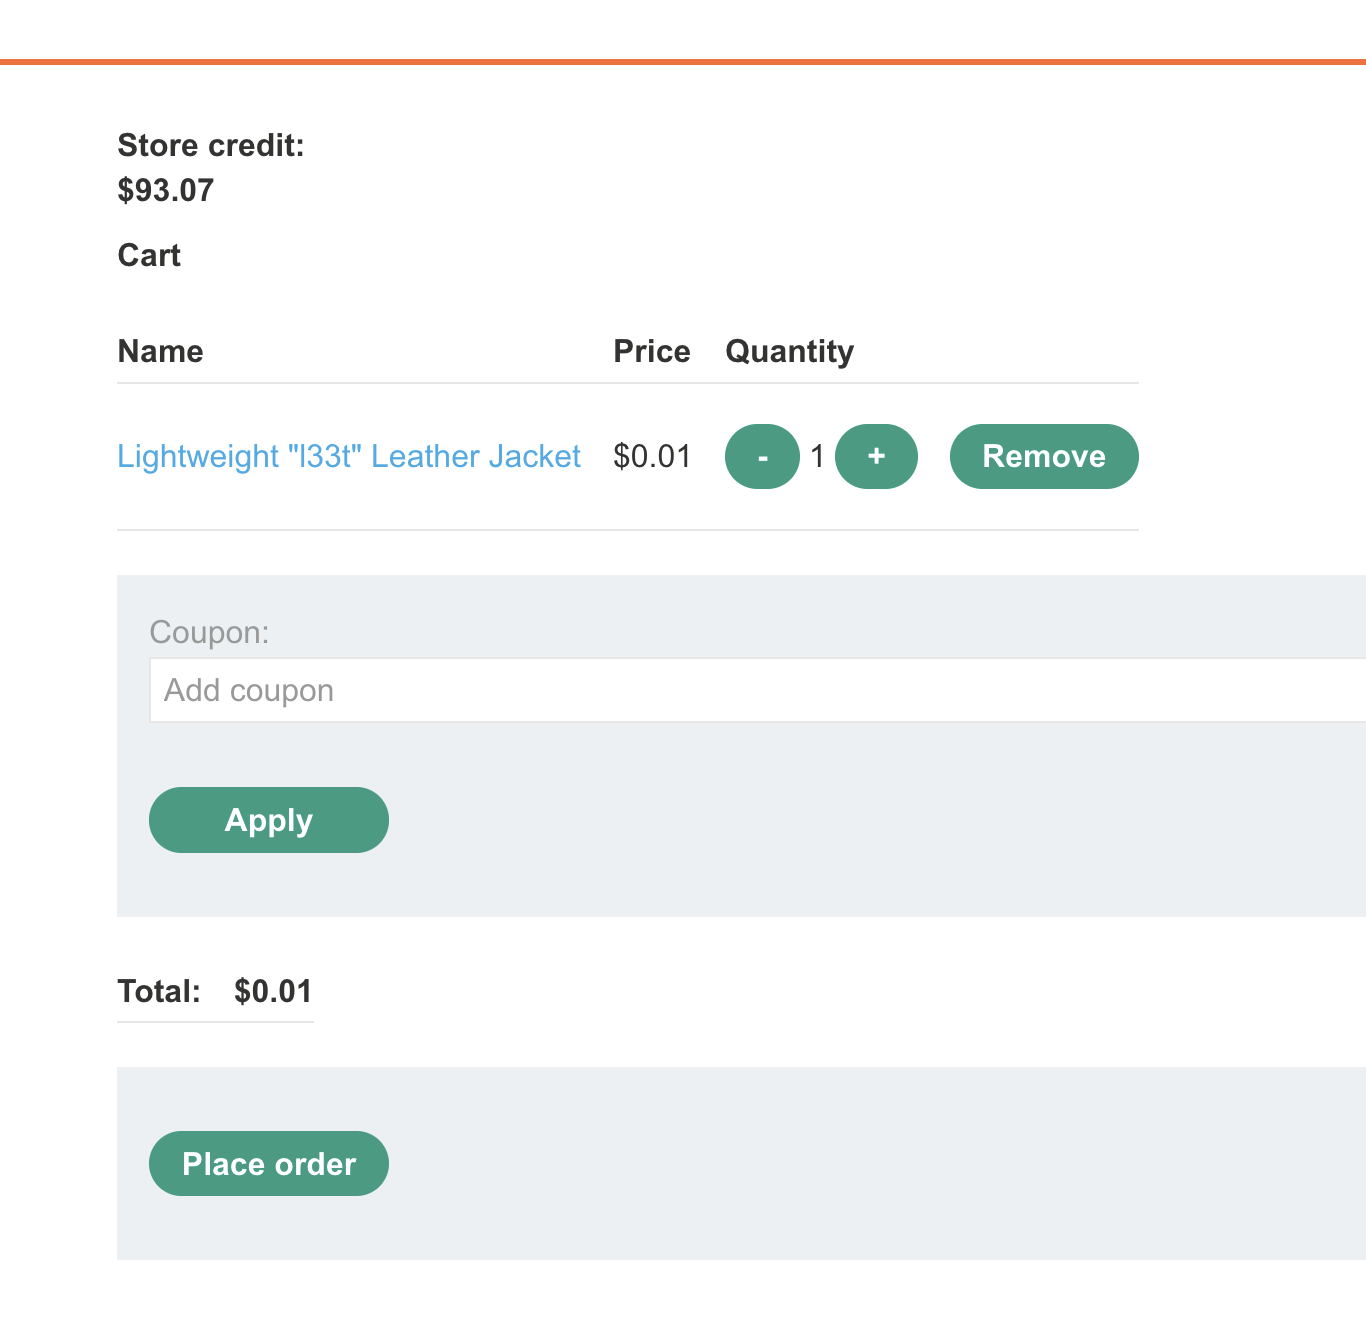 Store credit:
$93.07
Cart
Name Price Quantity
Lightweight "l33t" Leather Jacket $0.01 - 1 + Remove
Coupon:
Add coupon
Apply
Total: $0.01
Place order